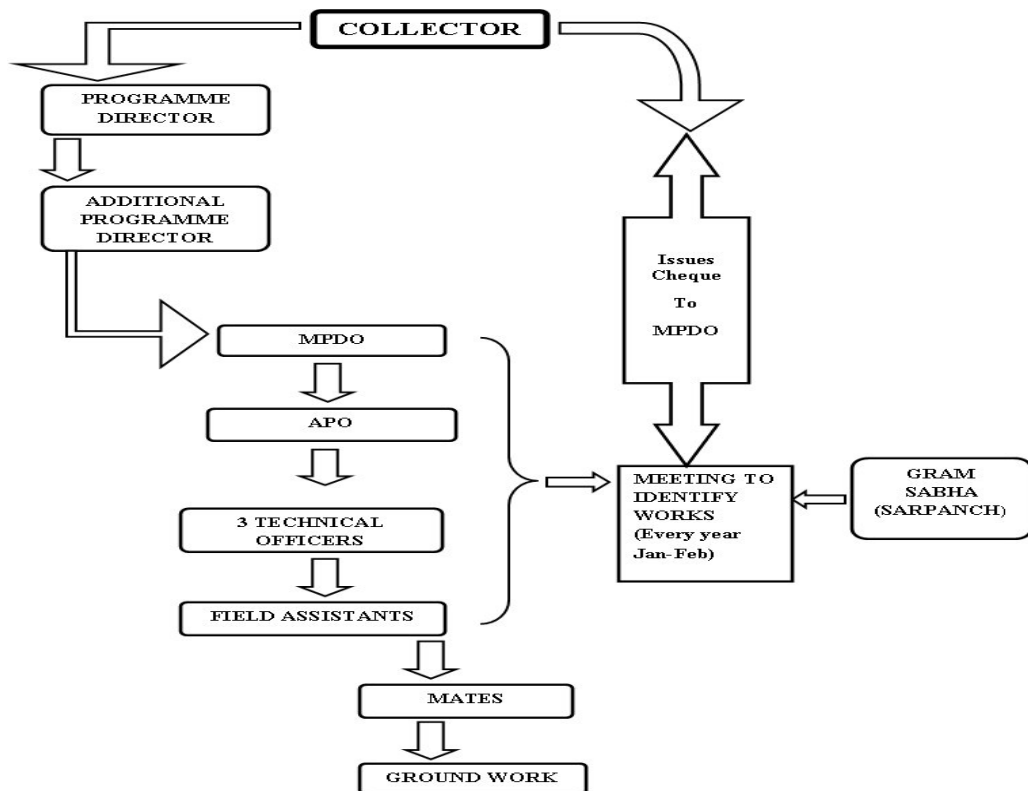 COLLECTOR
PROGRAMME
DIRECTOR
ADDITIONAL
PROGRAMME
DIRECTOR
Issues
Cheque
To
MPDO
MPDO
APO
3 TECHNICAL
OFFICERS
FIELD ASSISTANTS
MEETING TO
IDENTIFY
WORKS
(Every year
Jan-Feb)
GRAM
SABHA
(SARPANCH)
MATES
GROUND WORK